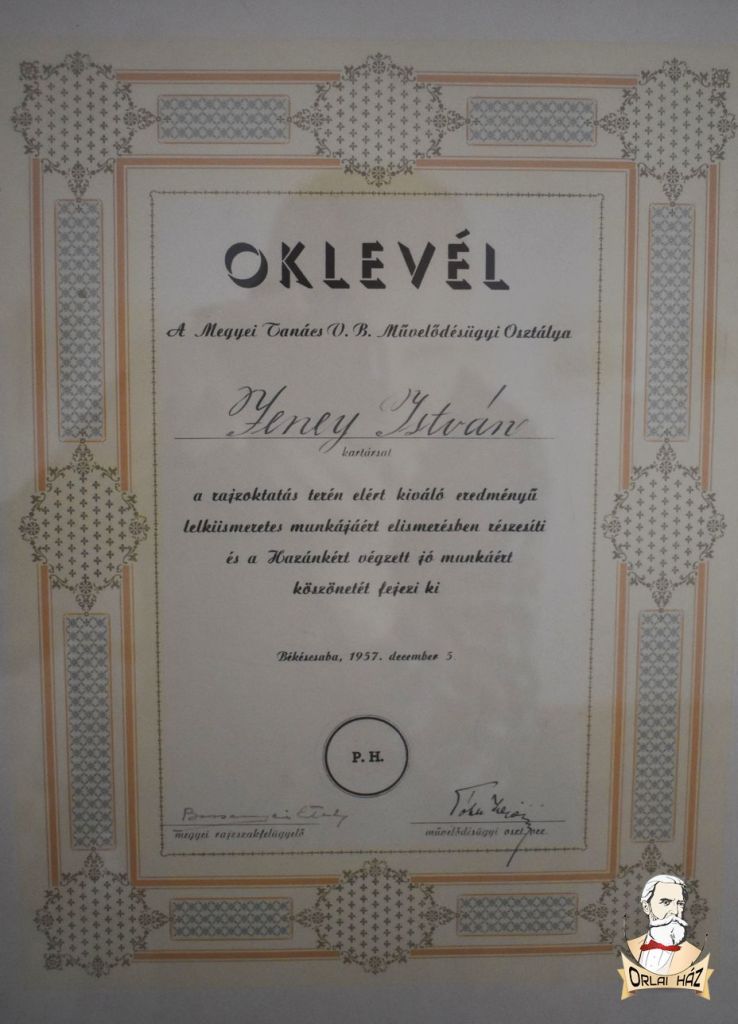 OKLEVÉL
A Megyei Tanács V. B. Művelődésügyi Osztálya
Zeney István
kartársat
a rajzoktatás terén elért kiváló eredményű
lelkiismeretes munkájáért elismerésben részesíti
és a Hazánkért végzett jó munkáért
köszönetét fejezi ki
Békéscsaba, 1957. december 5.
P. H.
megyei rajzszakfelügyelő
művelődésügyi oszt. vez.
ORLAI HÁZ